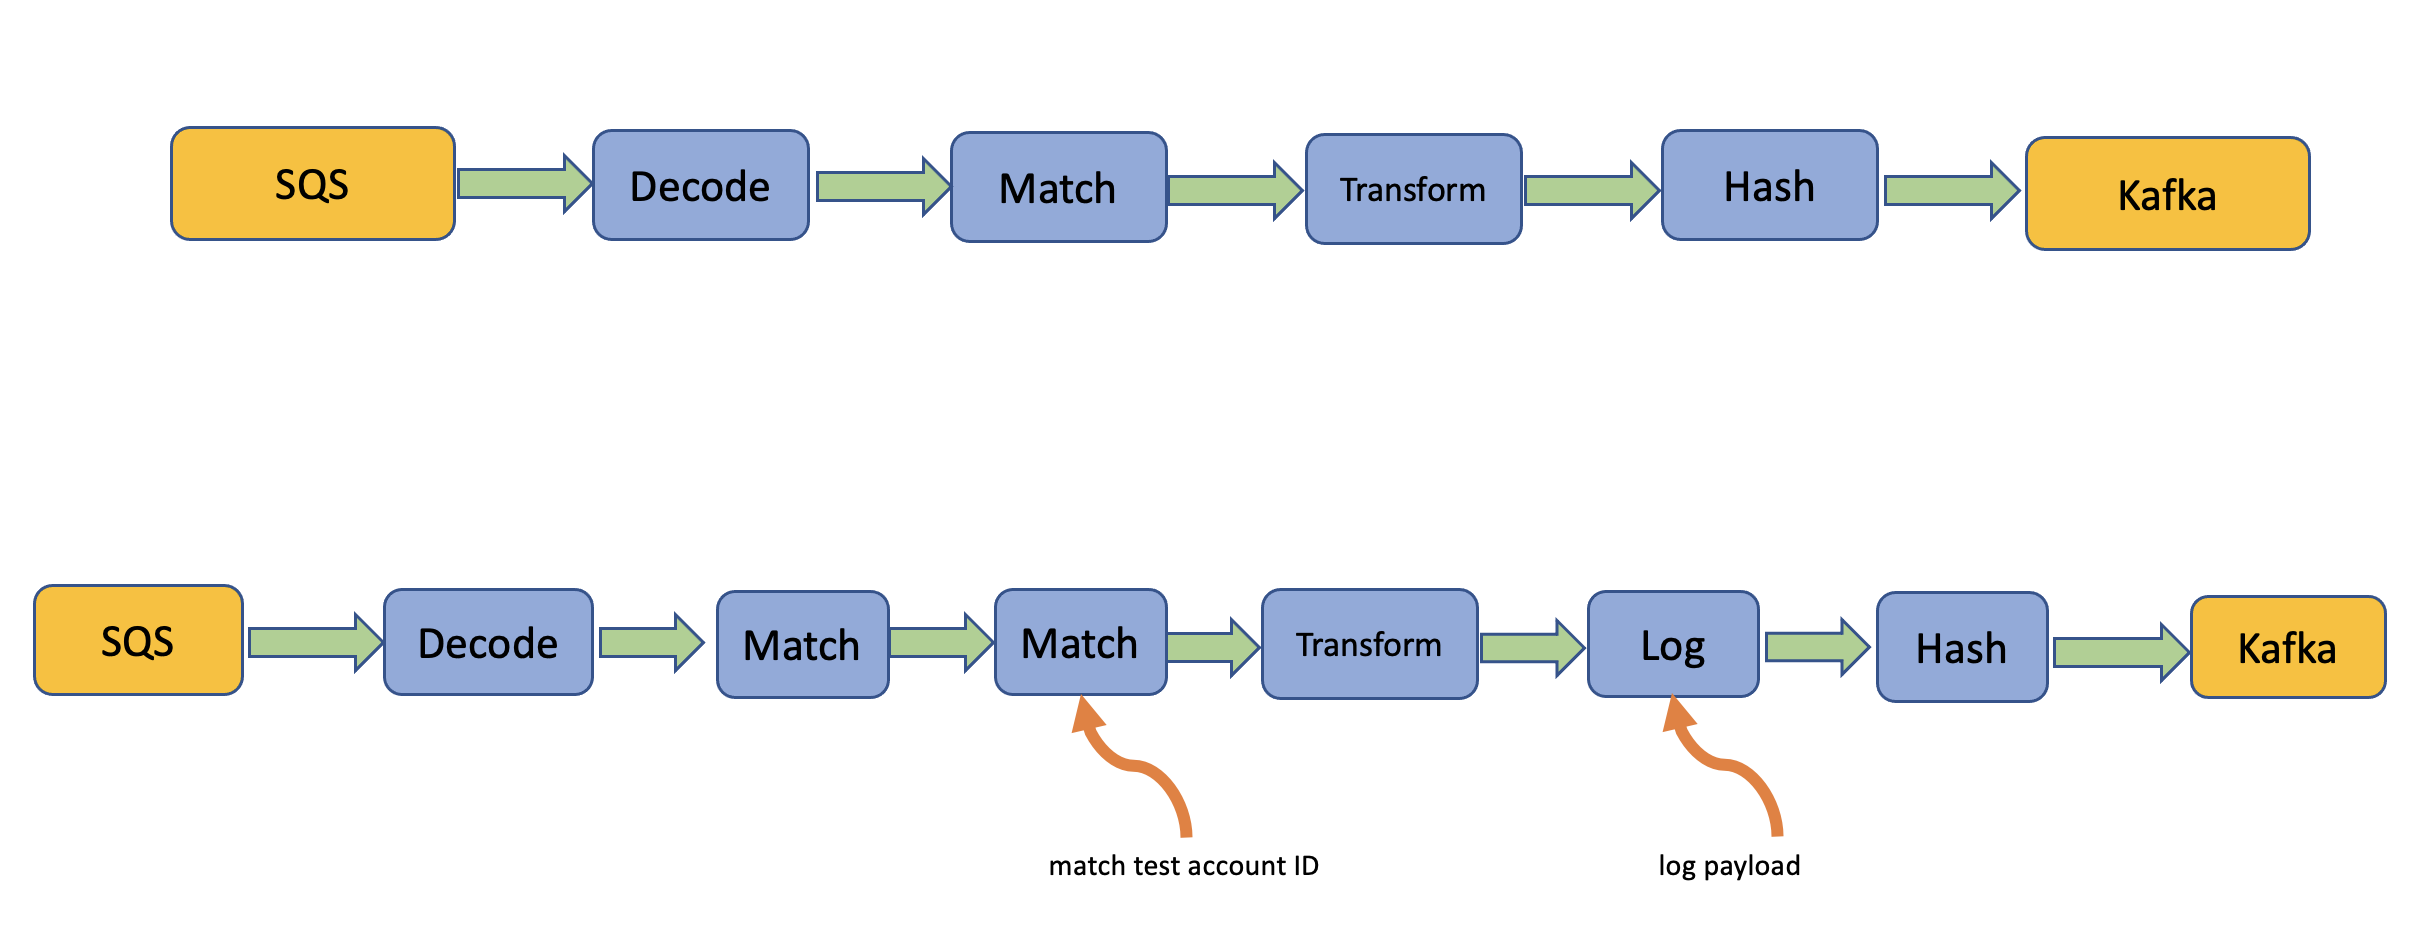 SQS
Decode
Match
Transform
Hash
Kafka
SQS
Decode
Match
Match
Transform
Log
Hash
Kafka
match test account ID
log payload